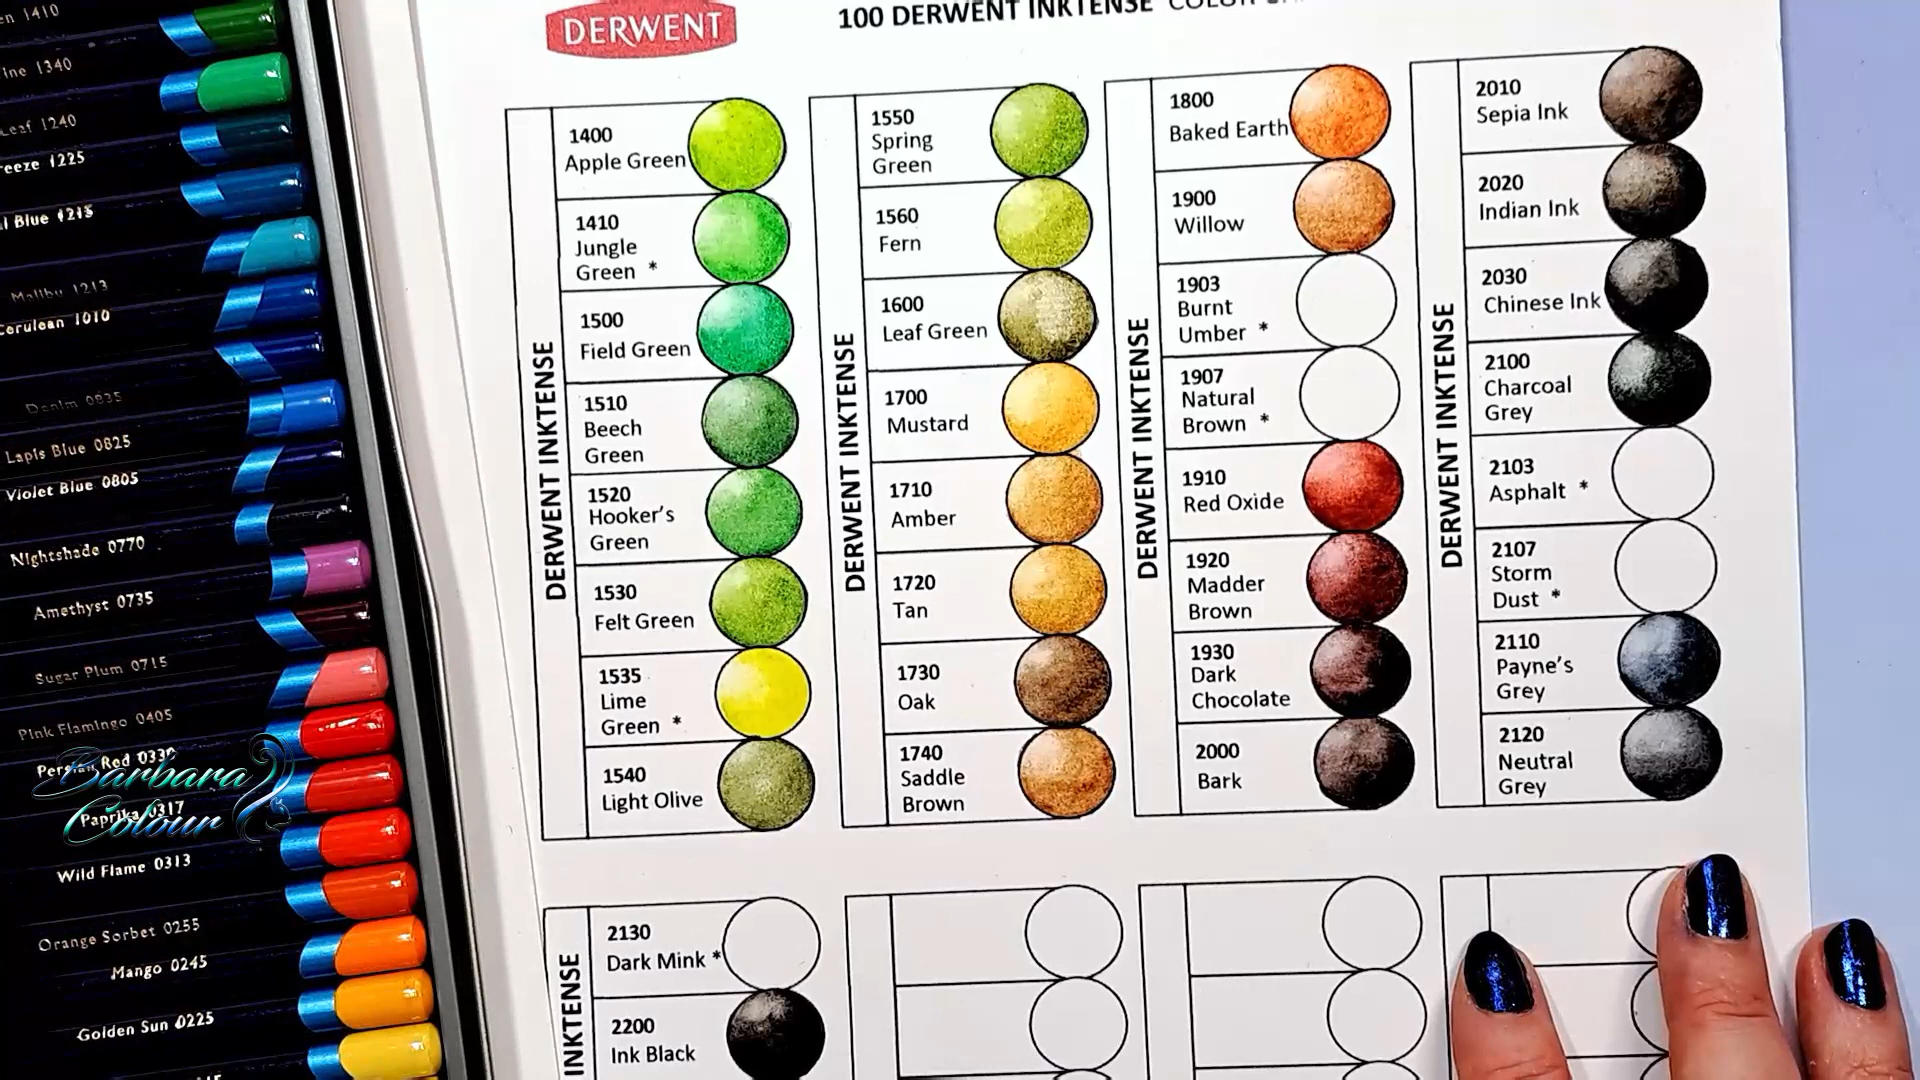 DERWENT
100 DERWENT INKTENSE
DERWENT INKTENSE
1400
Apple Green
1410
Jungle
Green *
1500
Field Green
1510
Beech
Green
1520
Hooker's
Green
1530
Felt Green
1535
Lime
Green *
1540
Light Olive
DERWENT INKTENSE
1550
Spring
Green
1560
Fern
1600
Leaf Green
1700
Mustard
1710
Amber
1720
Tan
1730
Oak
1740
Saddle
Brown
DERWENT INKTENSE
1800
Baked Earth
1900
Willow
1903
Burnt
Umber *
1907
Natural
Brown *
1910
Red Oxide
1920
Madder
Brown
1930
Dark
Chocolate
2000
Bark
DERWENT INKTENSE
2010
Sepia Ink
2020
Indian Ink
2030
Chinese Ink
2100
Charcoal
Grey
2103
Asphalt *
2107
Storm
Dust *
2110
Payne's
Grey
2120
Neutral
Grey
INKTENSE
2130
Dark Mink *
2200
Ink Black
1410
1340
1240
1225
Blue 1215
Malibu 1213
Cerulean 1010
Denim 0835
Lapis Blue 0825
Violet Blue 0805
Nightshade 0770
Amethyst 0735
Sugar Plum 0715
Pink Flamingo 0405
Persian Red 0330
Paprika 0317
Wild Flame 0313
Orange Sorbet 0255
Mango 0245
Golden Sun 0225
Barbara
Colour